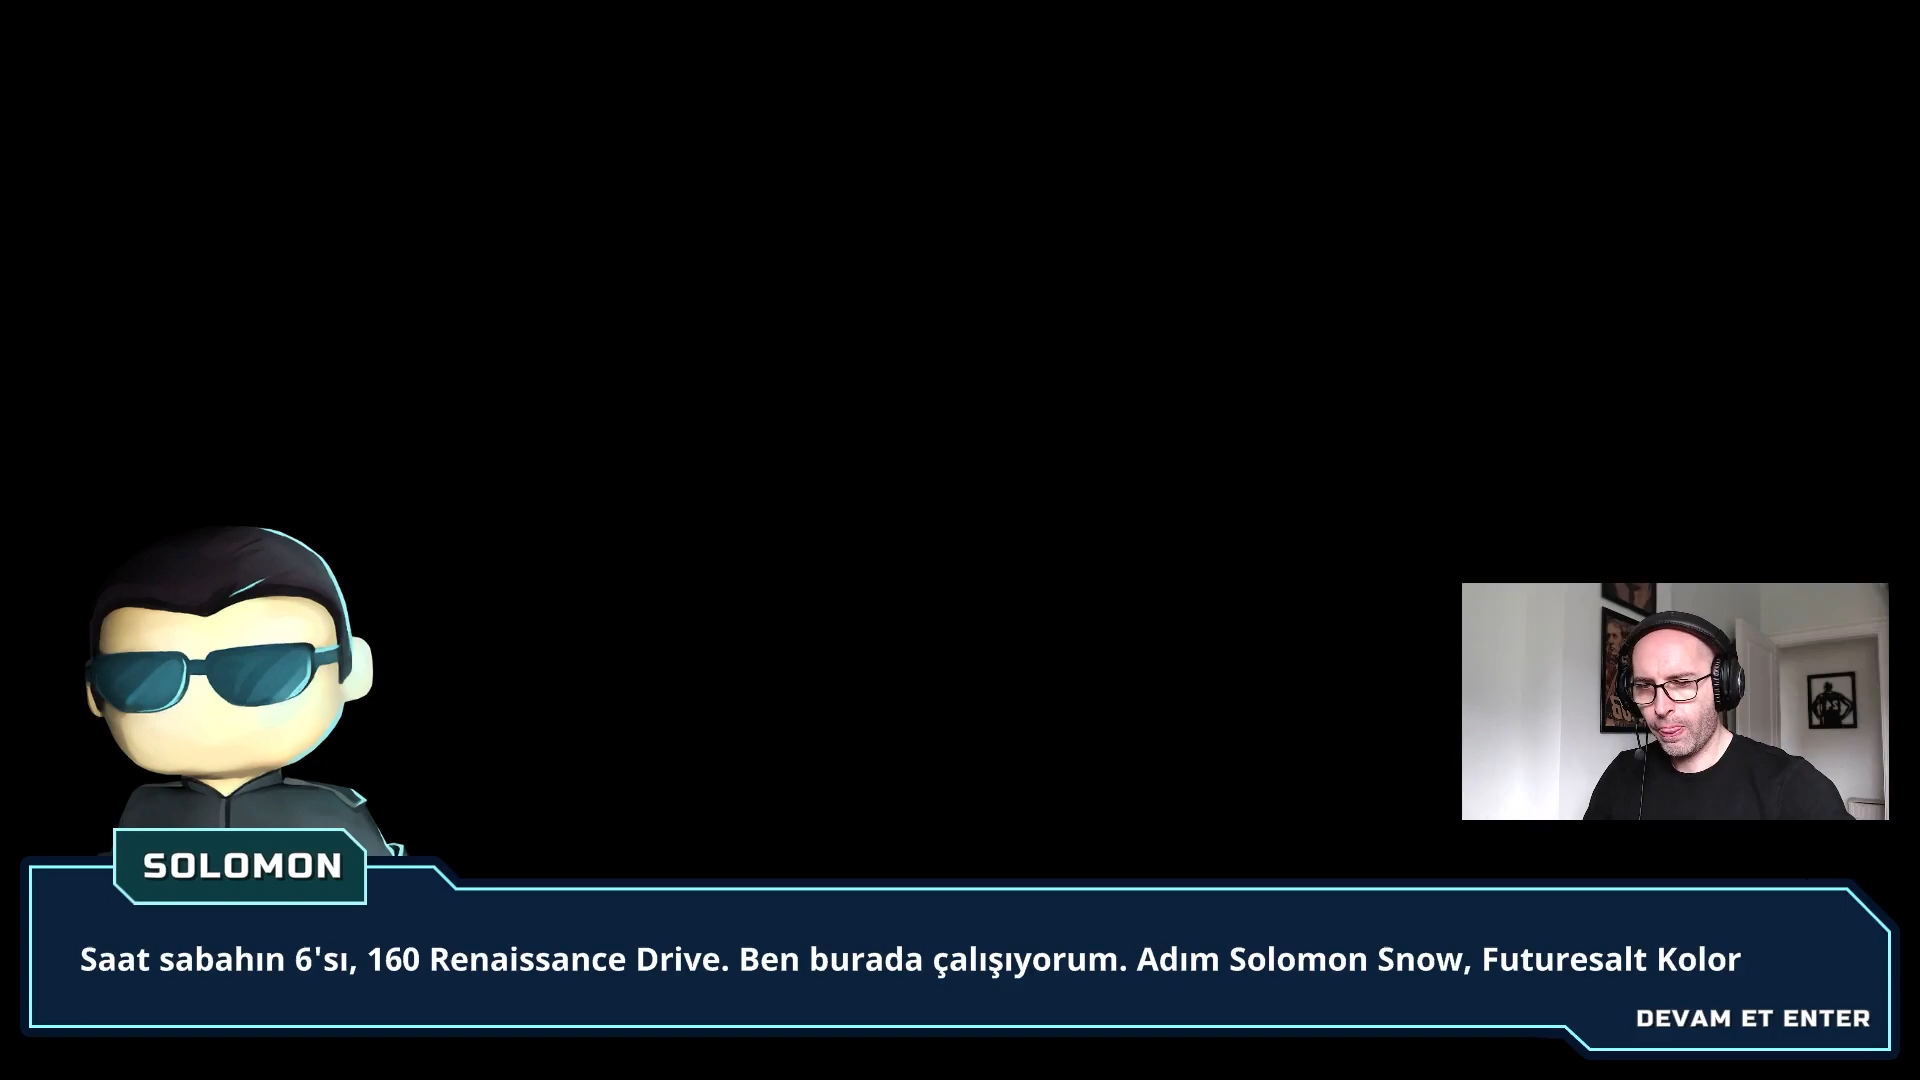 SOLOMON
Saat sabahın 6'sı, 160 Renaissance Drive. Ben burada çalışıyorum. Adım Solomon Snow, Futuresalt Kolor
DEVAM ET ENTER